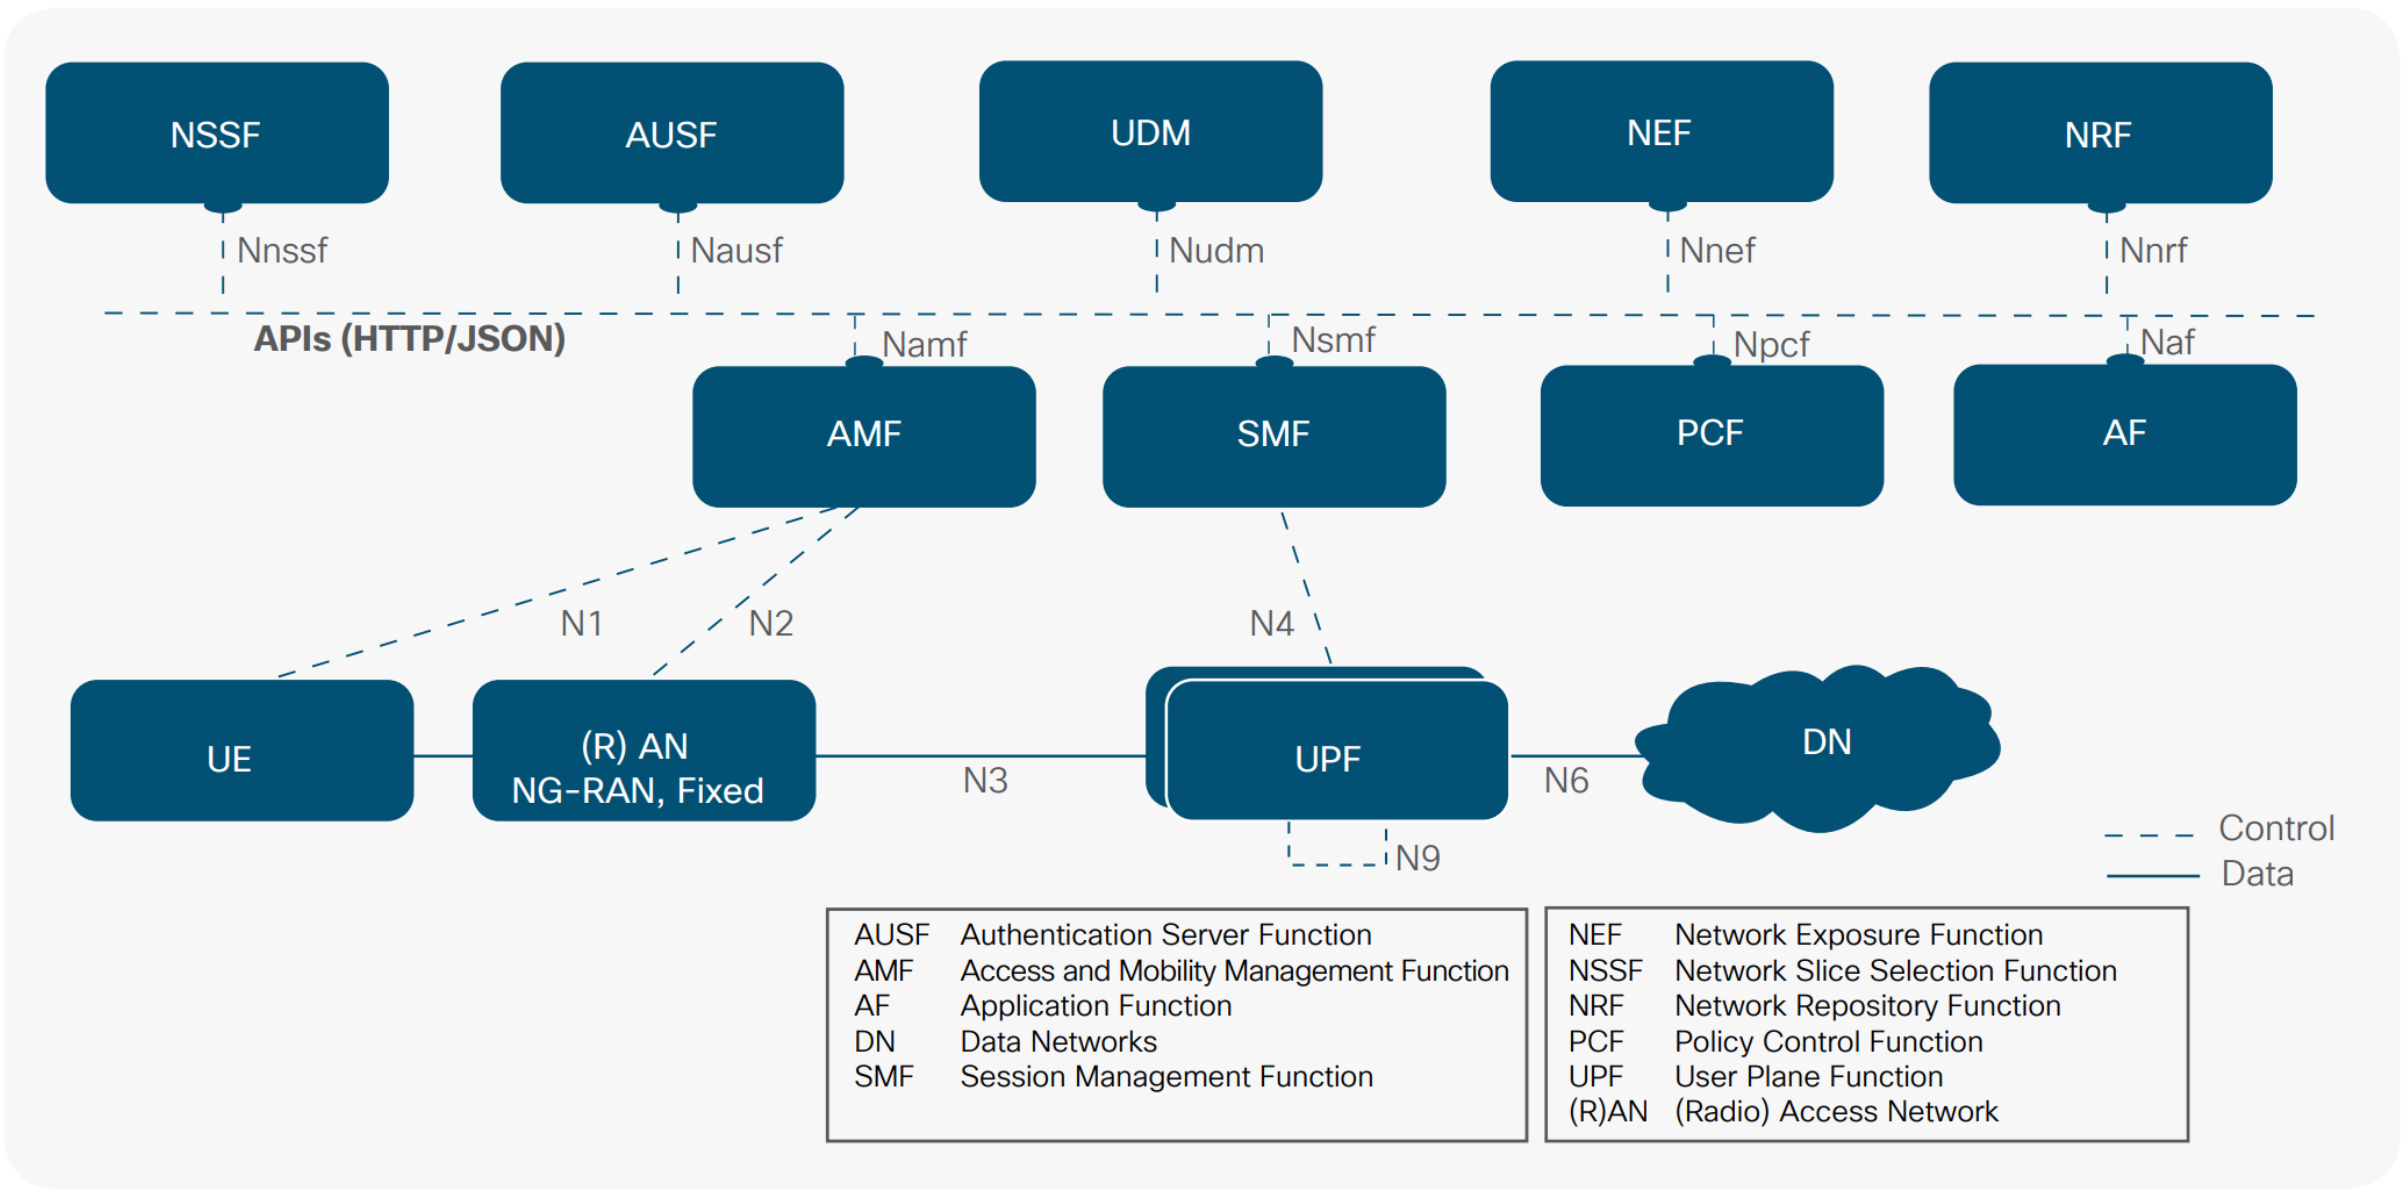 NSSF
AUSF
UDM
NEF
NRF
Nnssf
Nausf
Nudm
Nnef
Nnrf
APIs (HTTP/JSON)
Namf
Nsmf
Npcf
Naf
AMF
SMF
PCF
AF
N1
N2
N4
UE
(R) AN
NG-RAN, Fixed
N3
UPF
N6
DN
N9
Control
Data
AUSF Authentication Server Function
AMF Access and Mobility Management Function
AF Application Function
DN Data Networks
SMF Session Management Function
NEF Network Exposure Function
NSSF Network Slice Selection Function
NRF Network Repository Function
PCF Policy Control Function
UPF User Plane Function
(R)AN (Radio) Access Network